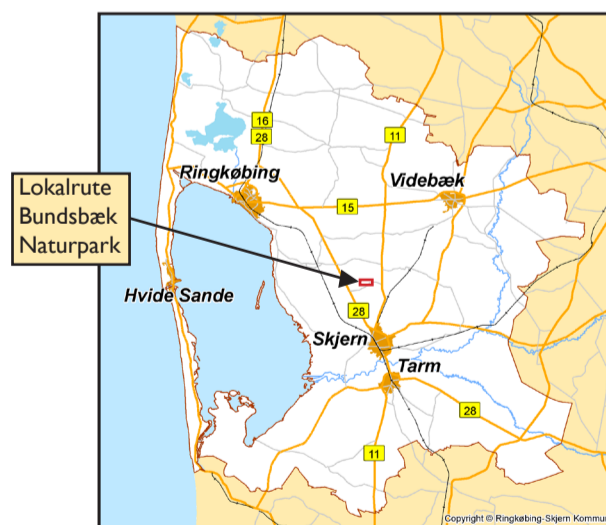 16
28
11
Ringkøbing
Videbæk
Lokalrute
Bundsbæk
Naturpark
15
Hvide Sande
28
Skjern
Tarm
28
11
Copyright © Ringkøbing-Skjern Kommun